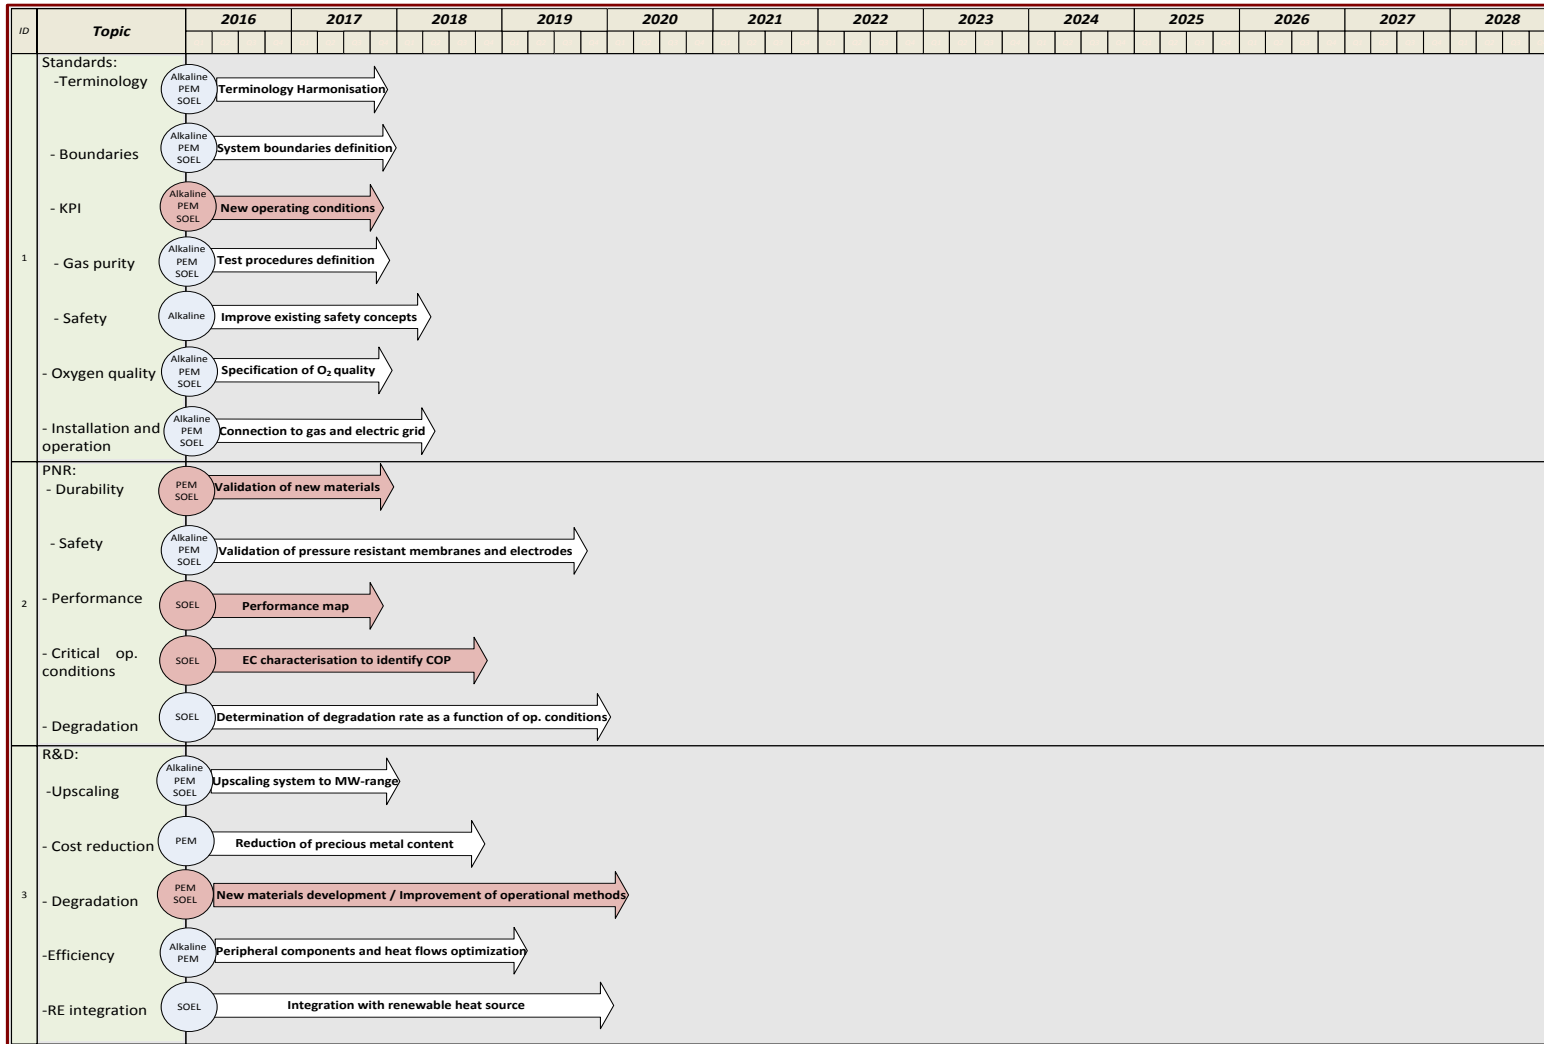 ID
Topic
2016 2017 2018 2019 2020 2021 2022 2023 2024 2025 2026 2027 2028
1
Standards:
-Terminology
Alkaline
PEM
SOEL
Terminology Harmonisation
- Boundaries
Alkaline
PEM
SOEL
System boundaries definition
- KPI
Alkaline
PEM
SOEL
New operating conditions
- Gas purity
Alkaline
PEM
SOEL
Test procedures definition
- Safety
Alkaline
Improve existing safety concepts
- Oxygen quality
Alkaline
PEM
SOEL
Specification of O₂ quality
- Installation and
operation
Alkaline
PEM
SOEL
Connection to gas and electric grid
2
PNR:
- Durability
PEM
SOEL
Validation of new materials
- Safety
Alkaline
PEM
SOEL
Validation of pressure resistant membranes and electrodes
- Performance
SOEL
Performance map
- Critical op.
conditions
SOEL
EC characterisation to identify COP
- Degradation
SOEL
Determination of degradation rate as a function of op. conditions
3
R&D:
-Upscaling
Alkaline
PEM
SOEL
Upscaling system to MW-range
- Cost reduction
PEM
Reduction of precious metal content
- Degradation
PEM
SOEL
New materials development / Improvement of operational methods
-Efficiency
Alkaline
PEM
Peripheral components and heat flows optimization
-RE integration
SOEL
Integration with renewable heat source